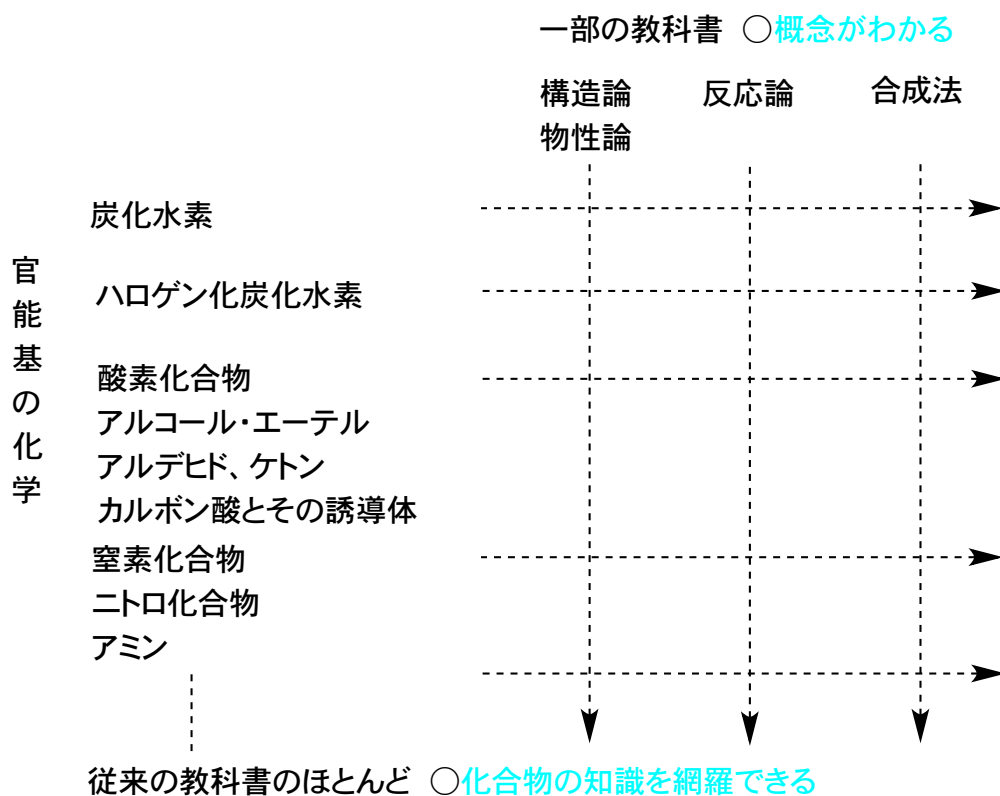 一部の教科書 ○概念がわかる
構造論 反応論 合成法
物性論
官能基の化学
炭化水素
ハロゲン化炭化水素
酸素化合物
アルコール・エーテル
アルデヒド、ケトン
カルボン酸とその誘導体
窒素化合物
ニトロ化合物
アミン
従来の教科書のほとんど ○化合物の知識を網羅できる